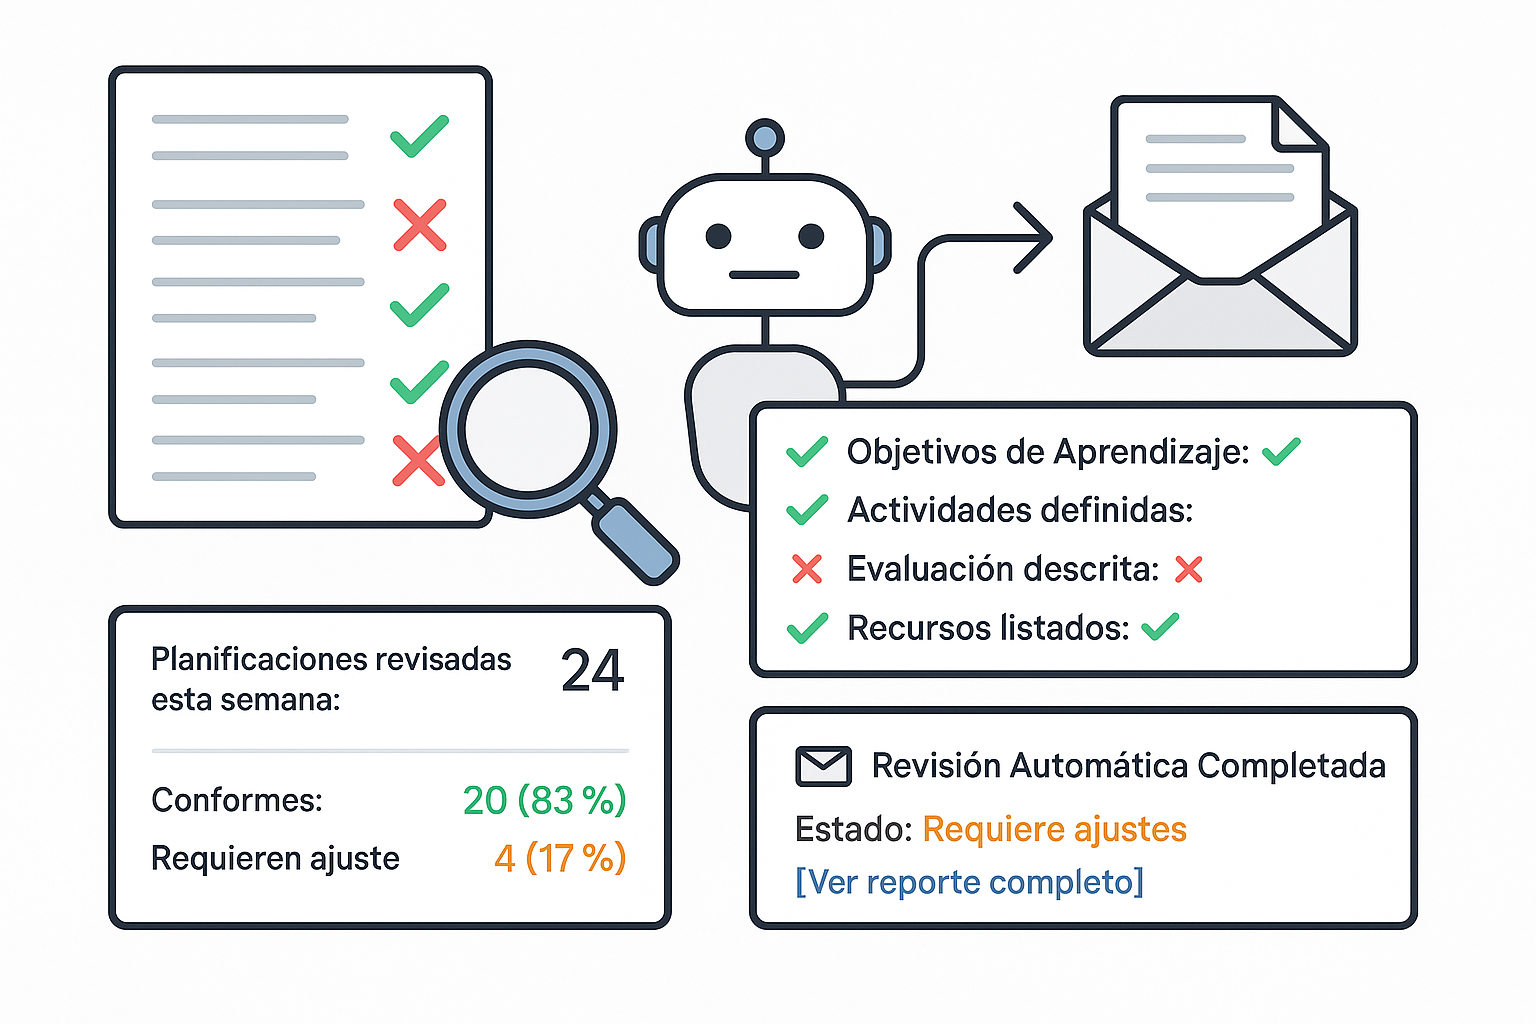 Objetivos de Aprendizaje:
Actividades definidas:
Evaluación descrita:
Recursos listados:
Planificaciones revisadas
esta semana:
24
Conformes: 20 (83 %)
Requieren ajuste 4 (17 %)
Revisión Automática Completada
Estado: Requiere ajustes
[Ver reporte completo]